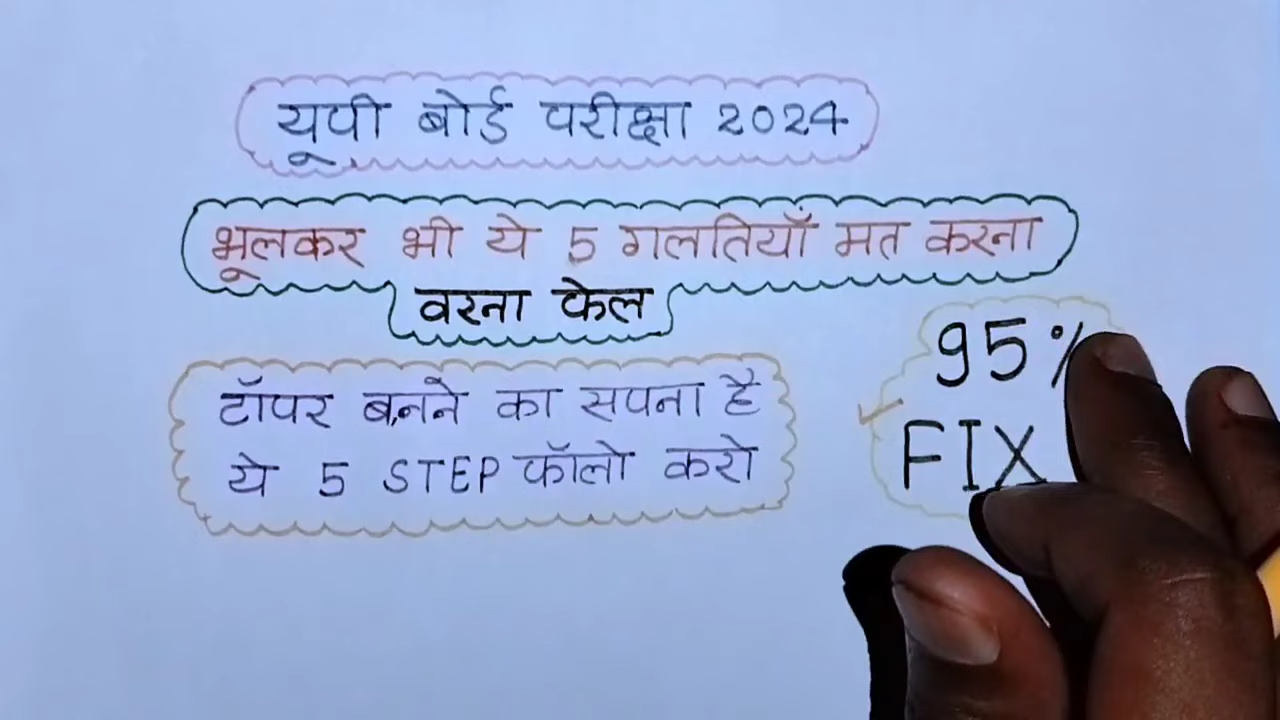 यूपी बोर्ड परीक्षा 2024
भूलकर भी ये 5 गलतियाँ मत करना
वरना फेल
टॉपर बनने का सपना है
ये 5 STEP फॉलो करो
95%
FIX